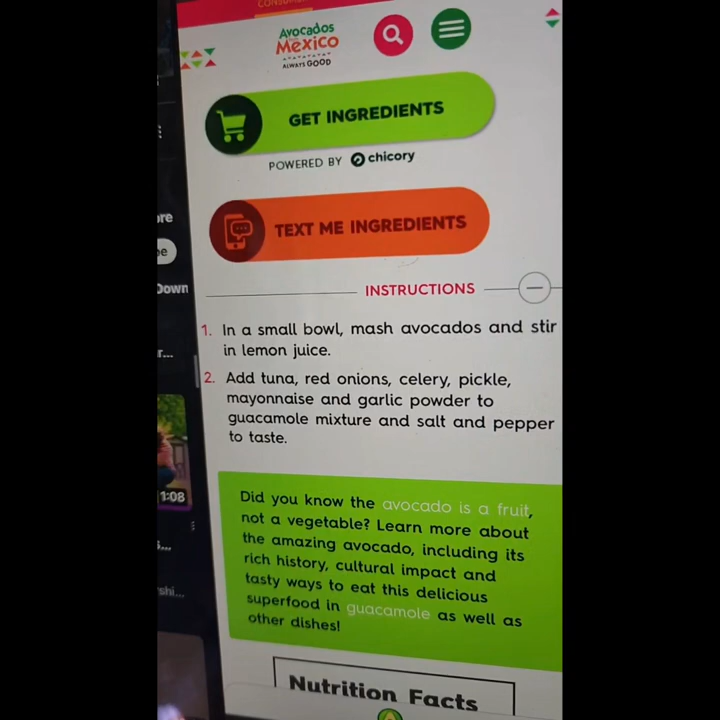 Avocados
Mexico
ALWAYS GOOD
GET INGREDIENTS
POWERED BY chicory
TEXT ME INGREDIENTS
ore
INSTRUCTIONS
1. In a small bowl, mash avocados and stir
in lemon juice.
2. Add tuna, red onions, celery, pickle,
mayonnaise and garlic powder to
guacamole mixture and salt and pepper
to taste.
1:08
Did you know the avocado is a fruit,
not a vegetable? Learn more about
the amazing avocado, including its
rich history, cultural impact and
tasty ways to eat this delicious
superfood in guacamole as well as
other dishes!
Nutrition Facts